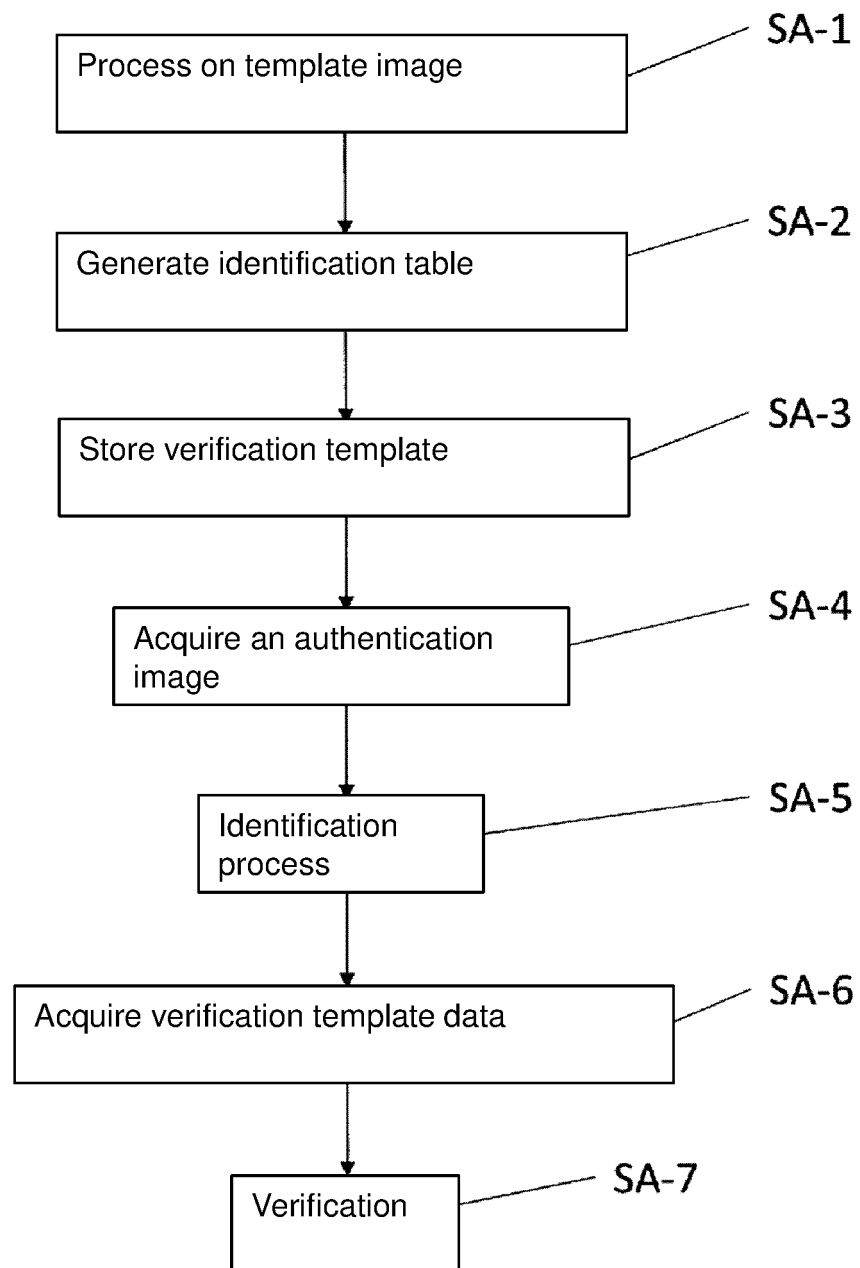 SA-1
Process on template image
SA-2
Generate identification table
SA-3
Store verification template
SA-4
Acquire an authentication
image
SA-5
Identification
process
SA-6
Acquire verification template data
SA-7
Verification